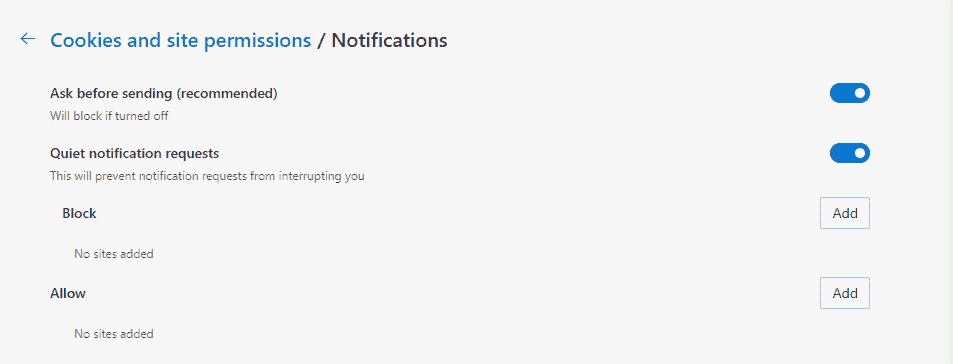 Cookies and site permissions / Notifications
Ask before sending (recommended)
Will block if turned off
Quiet notification requests
This will prevent notification requests from interrupting you
Block Add
No sites added
Allow Add
No sites added